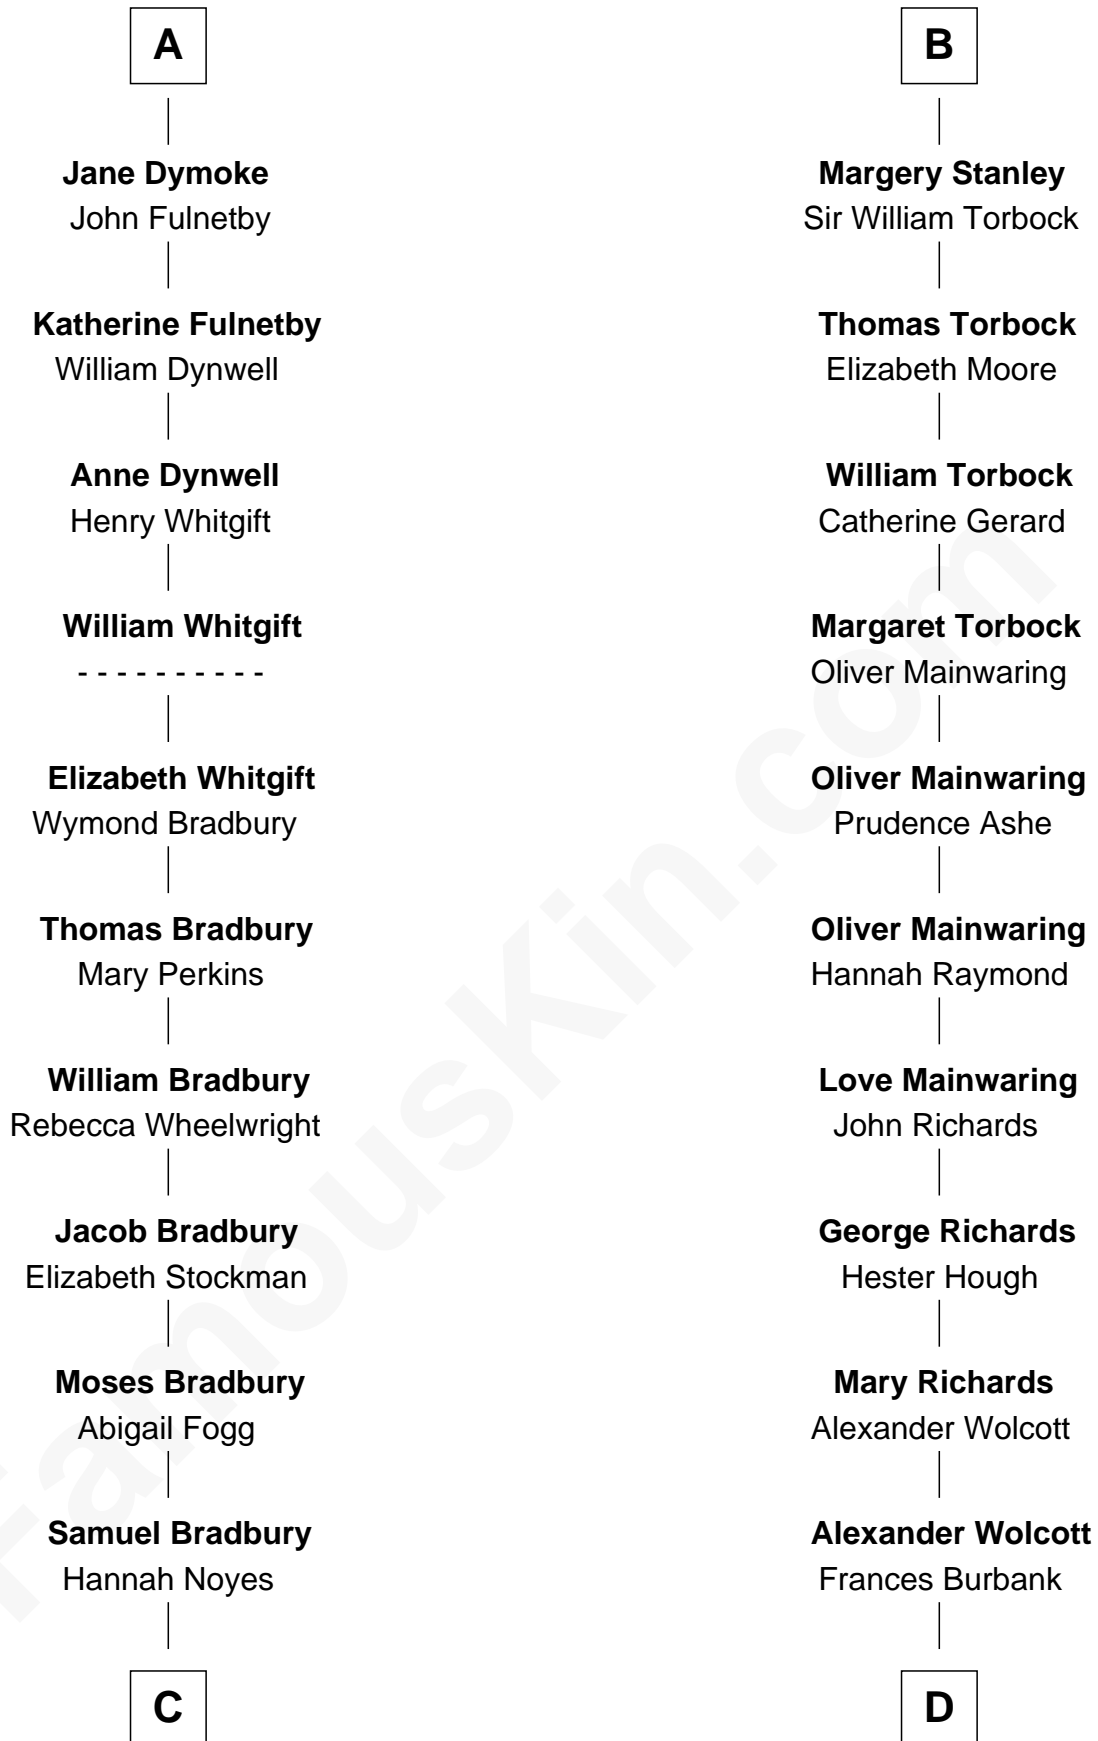 A
Jane Dymoke
John Fulnetby
Katherine Fulnetby
William Dynwell
Anne Dynwell
Henry Whitgift
William Whitgift
- - - - - - - - - -
Elizabeth Whitgift
Wymond Bradbury
Thomas Bradbury
Mary Perkins
William Bradbury
Rebecca Wheelwright
Jacob Bradbury
Elizabeth Stockman
Moses Bradbury
Abigail Fogg
Samuel Bradbury
Hannah Noyes
C
B
Margery Stanley
Sir William Torbock
Thomas Torbock
Elizabeth Moore
William Torbock
Catherine Gerard
Margaret Torbock
Oliver Mainwaring
Oliver Mainwaring
Prudence Ashe
Oliver Mainwaring
Hannah Raymond
Love Mainwaring
John Richards
George Richards
Hester Hough
Mary Richards
Alexander Wolcott
Alexander Wolcott
Frances Burbank
D
FamousKin.com